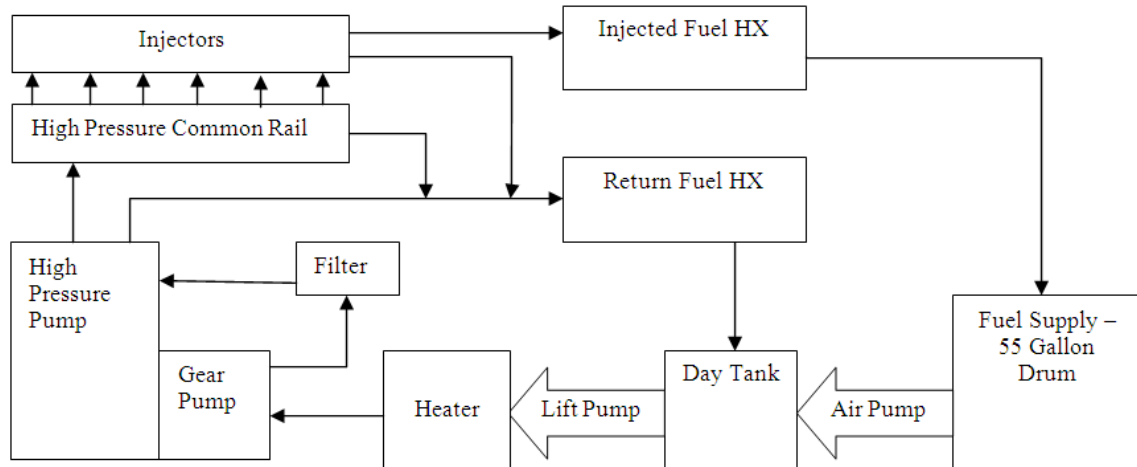 Injectors
Injected Fuel HX
High Pressure Common Rail
Return Fuel HX
High
Pressure
Pump
Filter
Fuel Supply –
55 Gallon
Drum
Gear
Pump
Heater
Lift Pump
Day Tank
Air Pump